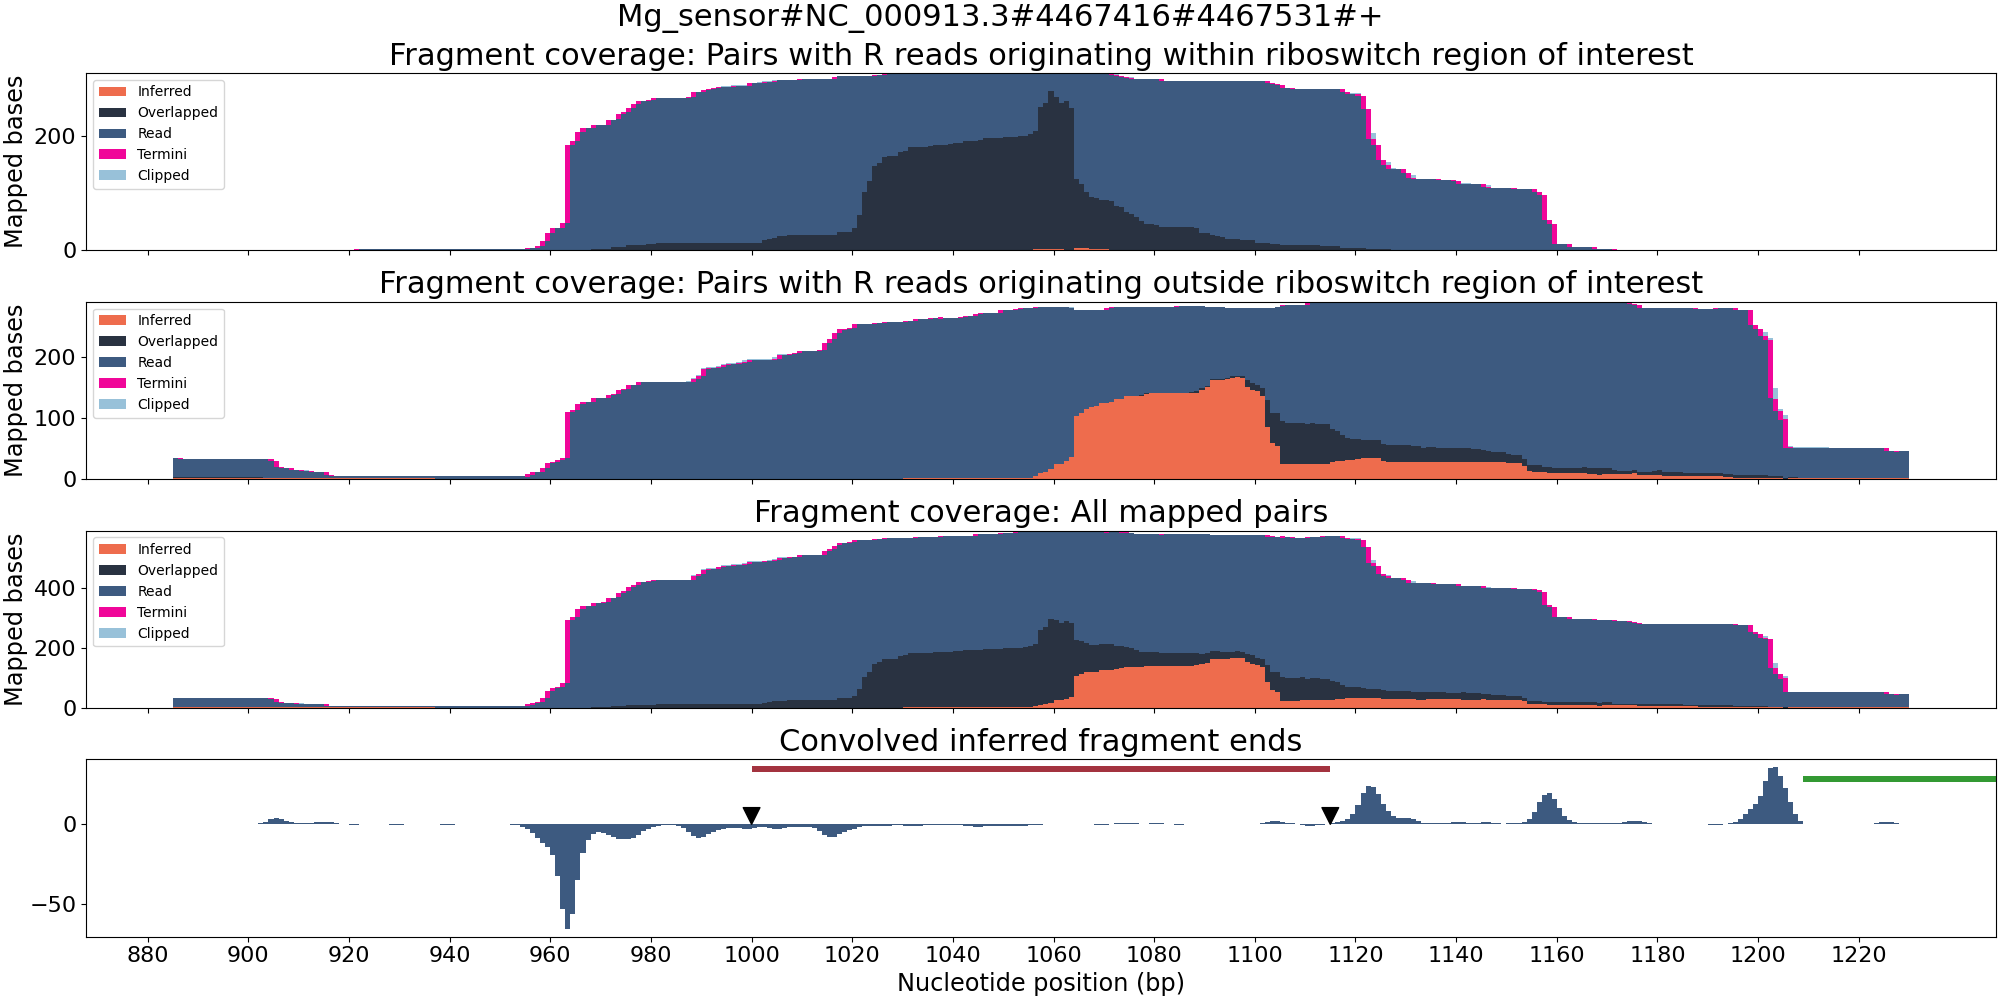 Mg_sensor#NC_000913.3#4467416#4467531#+
Fragment coverage: Pairs with R reads originating within riboswitch region of interest
Mapped bases
200
0
Inferred
Overlapped
Read
Termini
Clipped
Fragment coverage: Pairs with R reads originating outside riboswitch region of interest
Mapped bases
200
100
0
Inferred
Overlapped
Read
Termini
Clipped
Fragment coverage: All mapped pairs
Mapped bases
400
200
0
Inferred
Overlapped
Read
Termini
Clipped
Convolved inferred fragment ends
0
−50
880 900 920 940 960 980 1000 1020 1040 1060 1080 1100 1120 1140 1160 1180 1200 1220
Nucleotide position (bp)